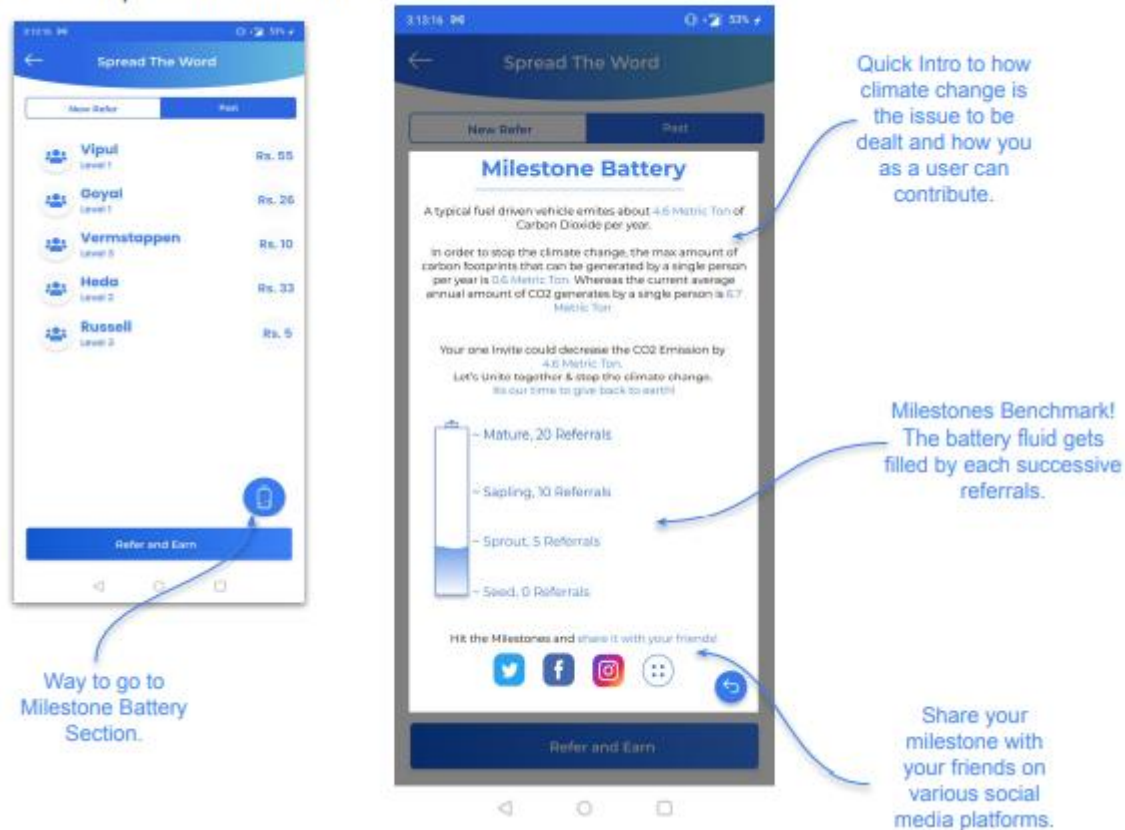 3:13:16
53%
Spread The Word
New Refer
Past
Vipul
Level 1
Rs. 55
Goyal
Level 1
Rs. 26
Vermstappen
Level 3
Rs. 10
Heda
Level 2
Rs. 33
Russell
Level 3
Rs. 5
Refer and Earn
Way to go to
Milestone Battery
Section.
3:13:16
53%
Spread The Word
New Refer
Past
Milestone Battery
A typical fuel driven vehicle emites about 4.6 Metric Ton of
Carbon Dioxide per year.
In order to stop the climate change, the max amount of
carbon footprints that can be generated by a single person
per year is 0.6 Metric Ton. Whereas the current average
annual amount of CO2 generates by a single person is 6.7
Metric Ton
Your one Invite could decrease the CO2 Emission by
4.6 Metric Ton.
Let's Unite together & stop the climate change.
Its our time to give back to earth!
~ Mature, 20 Referrals
~ Sapling, 10 Referrals
~ Sprout, 5 Referrals
~ Seed, 0 Referrals
Hit the Milestones and share it with your friends!
Refer and Earn
Quick Intro to how
climate change is
the issue to be
dealt and how you
as a user can
contribute.
Milestones Benchmark!
The battery fluid gets
filled by each successive
referrals.
Share your
milestone with
your friends on
various social
media platforms.